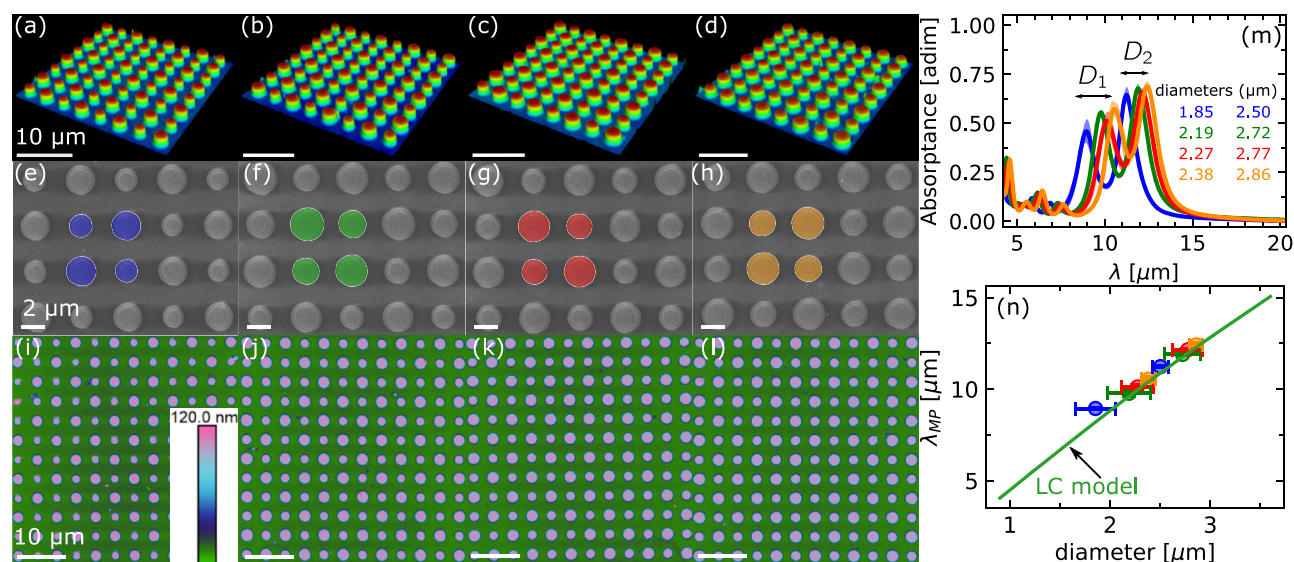 (a)
(b)
(c)
(d)
10 µm
(e)
(f)
(g)
(h)
2 µm
(i)
(j)
(k)
(l)
120.0 nm
0.0
10 µm
(m)
1.00
0.75
0.50
0.25
0.00
Absorptance [adim]
D1
D2
diameters (µm)
1.85 2.50
2.19 2.72
2.27 2.77
2.38 2.86
5 10 15 20
λ [µm]
(n)
15
10
5
λMP [µm]
LC model
1 2 3
diameter [µm]